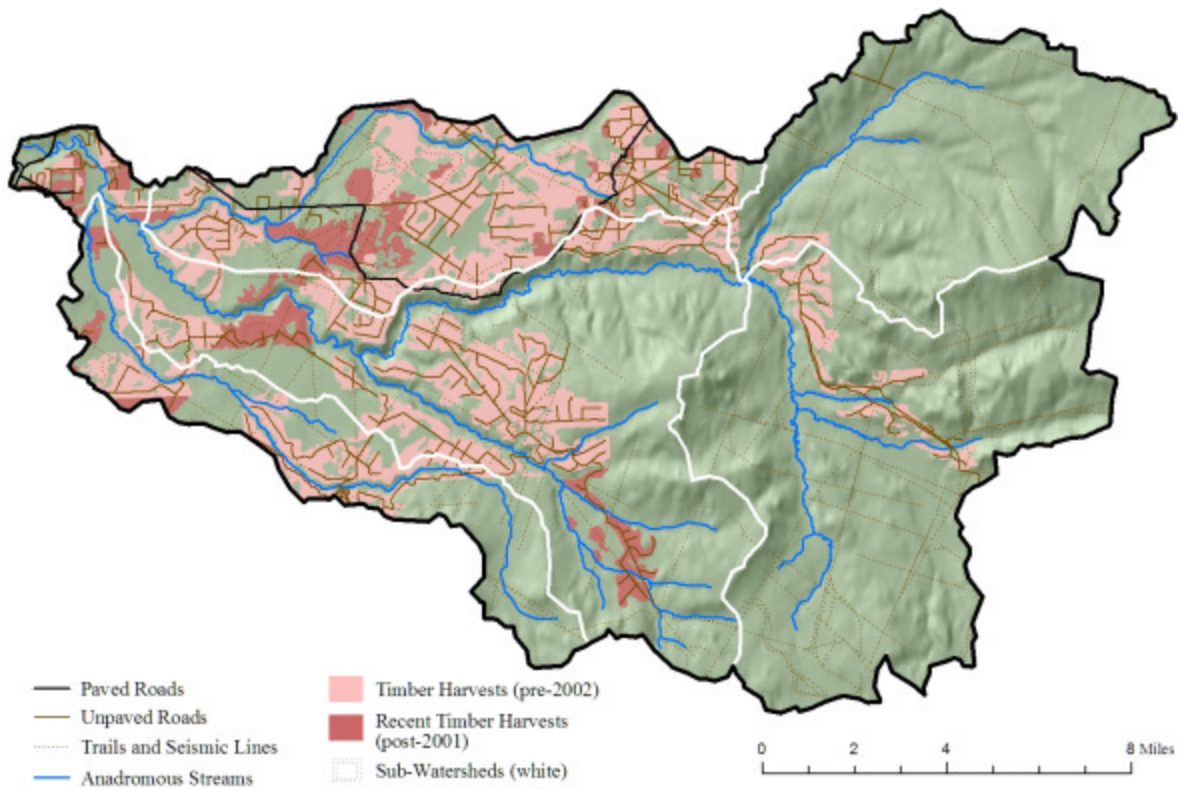 Paved Roads
Unpaved Roads
Trails and Seismic Lines
Anadromous Streams
Timber Harvests (pre-2002)
Recent Timber Harvests
(post-2001)
Sub-Watersheds (white)
0 2 4 8 Miles